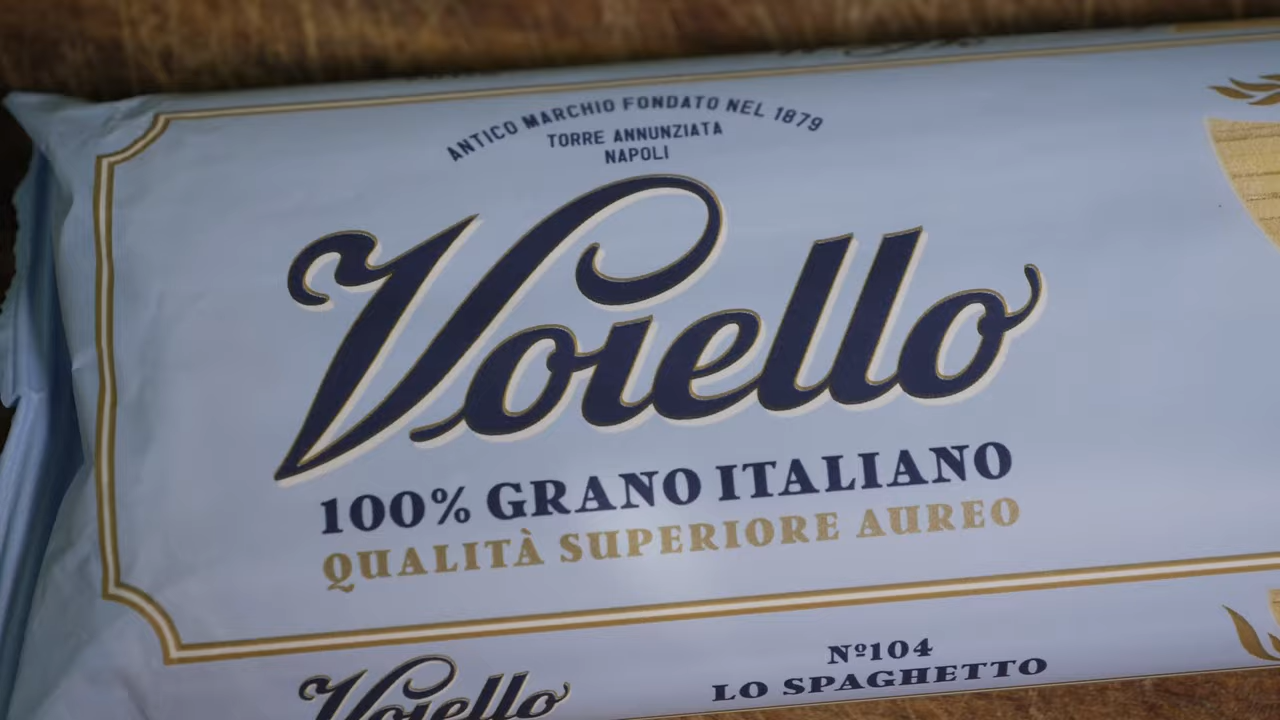 ANTICO MARCHIO FONDATO NEL 1879
TORRE ANNUNZIATA
NAPOLI
Voiello
100% GRANO ITALIANO
QUALITÀ SUPERIORE AUREO
Nº104
LO SPAGHETTO
Voiello